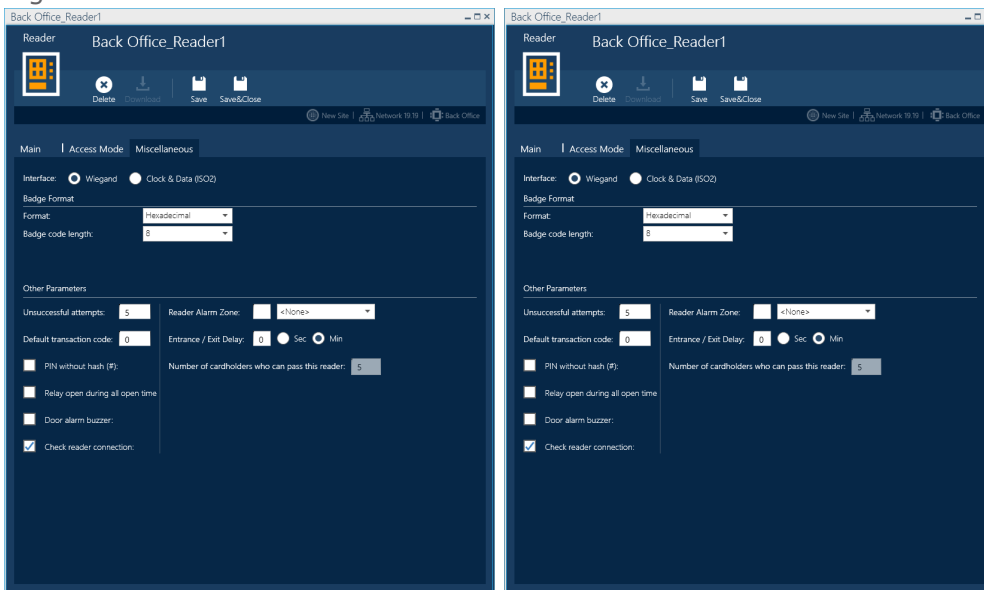 Back Office_Reader1
Reader
Back Office_Reader1
Delete Download Save Save&Close
New Site | Network 19.19 | Back Office
Main Access Mode Miscellaneous
Interface: Wiegand Clock & Data (ISO2)
Badge Format
Format: Hexadecimal
Badge code length: 8
Other Parameters
Unsuccessful attempts: 5 Reader Alarm Zone: <None>
Default transaction code: 0 Entrance / Exit Delay: 0 Sec Min
PIN without hash (#): Number of cardholders who can pass this reader: 5
Relay open during all open time
Door alarm buzzer:
Check reader connection:
Back Office_Reader1
Reader
Back Office_Reader1
Delete Download Save Save&Close
New Site | Network 19.19 | Back Office
Main Access Mode Miscellaneous
Interface: Wiegand Clock & Data (ISO2)
Badge Format
Format: Hexadecimal
Badge code length: 8
Other Parameters
Unsuccessful attempts: 5 Reader Alarm Zone: <None>
Default transaction code: 0 Entrance / Exit Delay: 0 Sec Min
PIN without hash (#): Number of cardholders who can pass this reader: 5
Relay open during all open time
Door alarm buzzer:
Check reader connection: